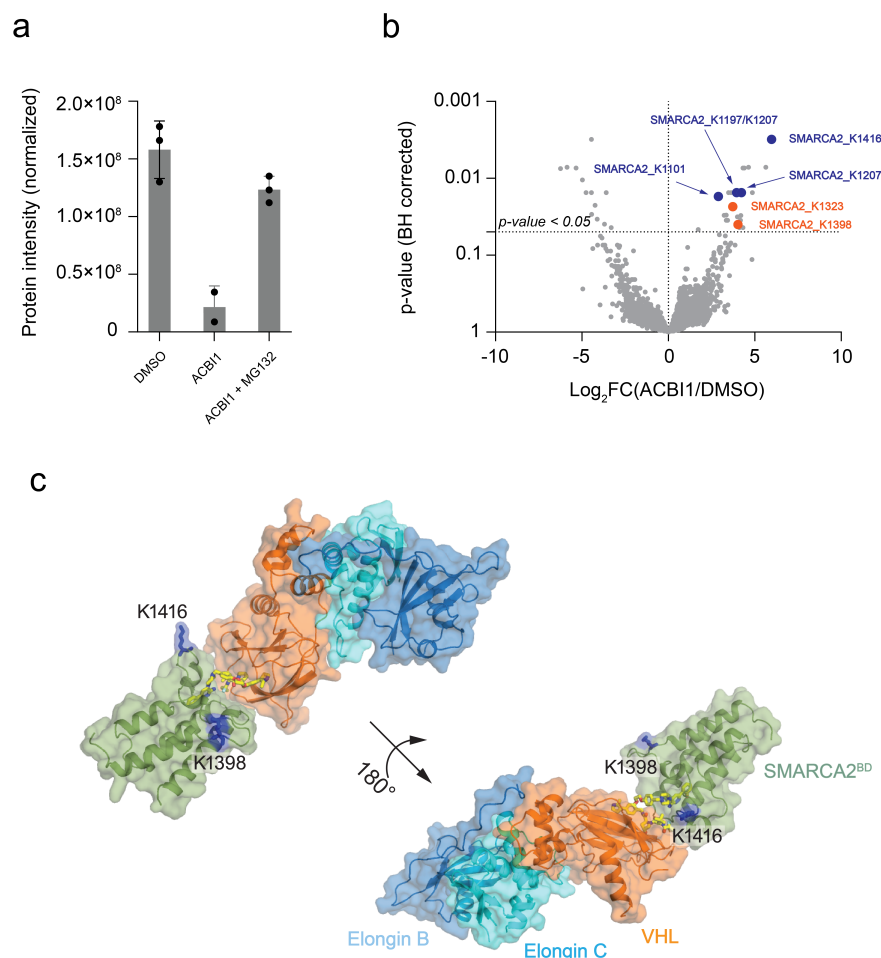 a
b
Protein intensity (normalized)
2.0×10⁸
1.5×10⁸
1.0×10⁸
0.5×10⁸
0
DMSO
ACBI1
ACBI1 + MG132
p-value (BH corrected)
0.001
0.01
0.1
1
SMARCA2_K1197/K1207
SMARCA2_K1416
SMARCA2_K1101
SMARCA2_K1207
SMARCA2_K1323
SMARCA2_K1398
p-value < 0.05
-10
-5
0
5
10
Log₂FC(ACBI1/DMSO)
c
K1416
K1398
180°
K1398
SMARCA2ᴮᴰ
K1416
Elongin B
Elongin C
VHL